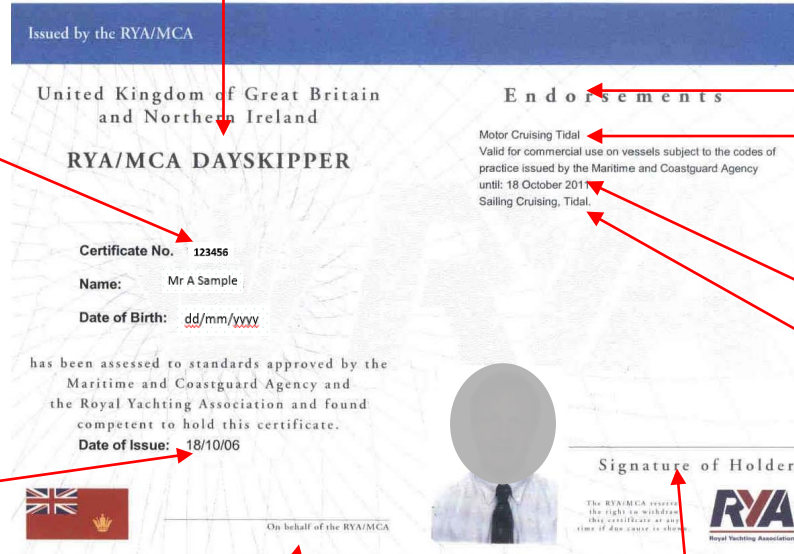 Issued by the RYA/MCA
United Kingdom of Great Britain
and Northern Ireland
RYA/MCA DAYSKIPPER
Certificate No. 123456
Name: Mr A Sample
Date of Birth: dd/mm/yyyy
has been assessed to standards approved by the
Maritime and Coastguard Agency and
the Royal Yachting Association and found
competent to hold this certificate.
Date of Issue: 18/10/06
On behalf of the RYA/MCA
Endorsements
Motor Cruising Tidal
Valid for commercial use on vessels subject to the codes of
practice issued by the Maritime and Coastguard Agency
until: 18 October 2011
Sailing Cruising, Tidal.
Signature of Holder
The RYA/MCA reserves
the right to withdraw
this certificate at any
time if due cause is shown.
RYA
Royal Yachting Association
RYA